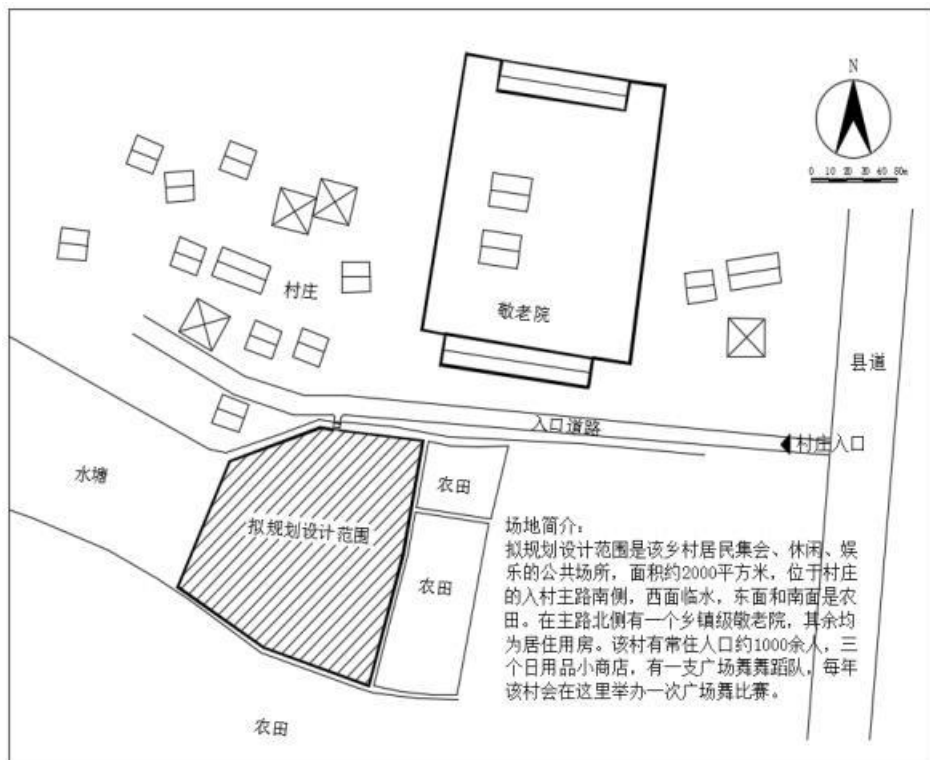 N
0 10 20 30 40 80m
村庄
敬老院
县道
入口道路
村庄入口
水塘
农田
拟规划设计范围
农田
农田
场地简介：
拟规划设计范围是该乡村居民集会、休闲、娱
乐的公共场所，面积约2000平方米，位于村庄
的入村主路南侧，西面临水，东面和南面是农
田。在主路北侧有一个乡镇级敬老院，其余均
为居住用房。该村有常住人口约1000余人，三
个日用品小商店，有一支广场舞舞蹈队，每年
该村会在这里举办一次广场舞比赛。